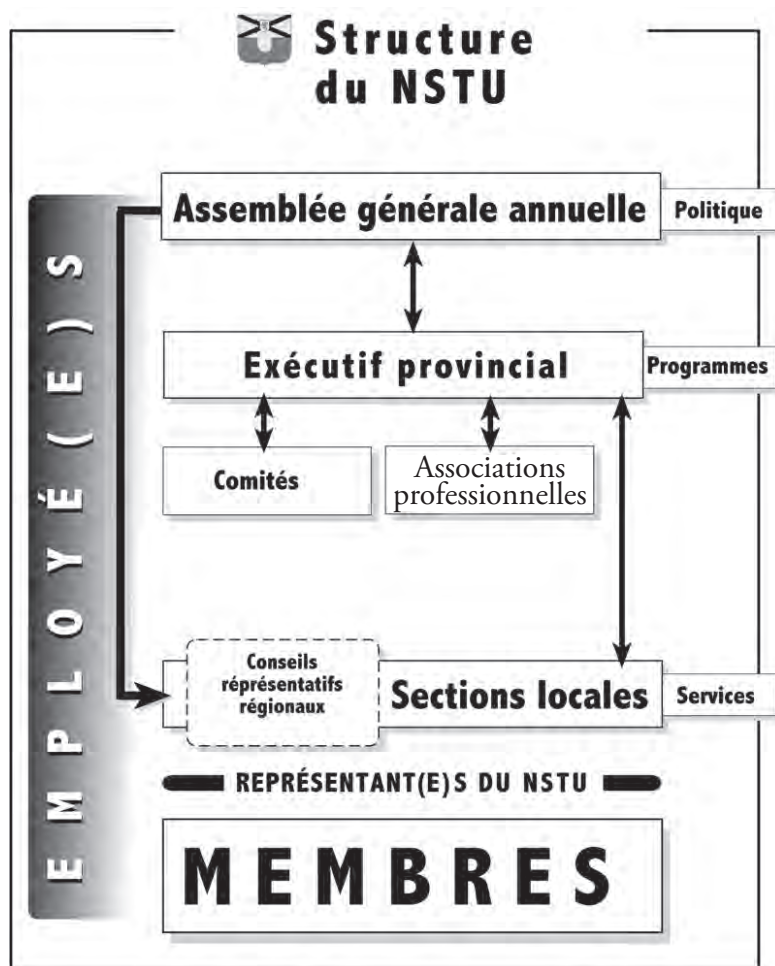 Structure
du NSTU
EMPLOYÉ(E)S
Assemblée générale annuelle
Politique
Exécutif provincial
Programmes
Comités
Associations
professionnelles
Conseils
réprésentatifs
régionaux
Sections locales
Services
REPRÉSENTANT(E)S DU NSTU
MEMBRES